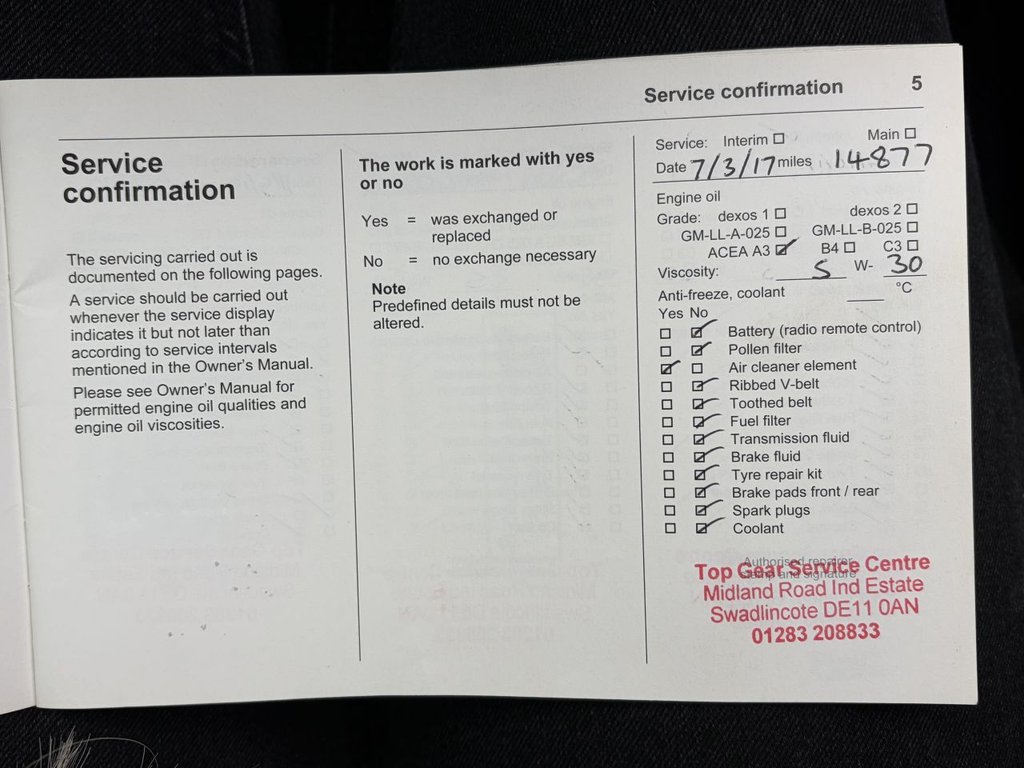 Service confirmation 5
Service
confirmation
The servicing carried out is
documented on the following pages.
A service should be carried out
whenever the service display
indicates it but not later than
according to service intervals
mentioned in the Owner's Manual.
Please see Owner's Manual for
permitted engine oil qualities and
engine oil viscosities.
The work is marked with yes
or no
Yes = was exchanged or
replaced
No = no exchange necessary
Note
Predefined details must not be
altered.
Service: Interim ☐ Main ☐
Date 7/3/17 miles 14877
Engine oil
Grade: dexos 1 ☐ dexos 2 ☐
GM-LL-A-025 ☐ GM-LL-B-025 ☐
ACEA A3 ☑ B4 ☐ C3 ☐
Viscosity: 5 W- 30
Anti-freeze, coolant ____ °C
Yes No
☐ ☑ Battery (radio remote control)
☐ ☑ Pollen filter
☑ ☐ Air cleaner element
☐ ☑ Ribbed V-belt
☐ ☑ Toothed belt
☐ ☑ Fuel filter
☐ ☑ Transmission fluid
☐ ☑ Brake fluid
☐ ☑ Tyre repair kit
☐ ☑ Brake pads front / rear
☐ ☑ Spark plugs
☐ ☑ Coolant
Authorised repairer
Top Gear Service Centre
stamp and signature
Midland Road Ind Estate
Swadlincote DE11 0AN
01283 208833